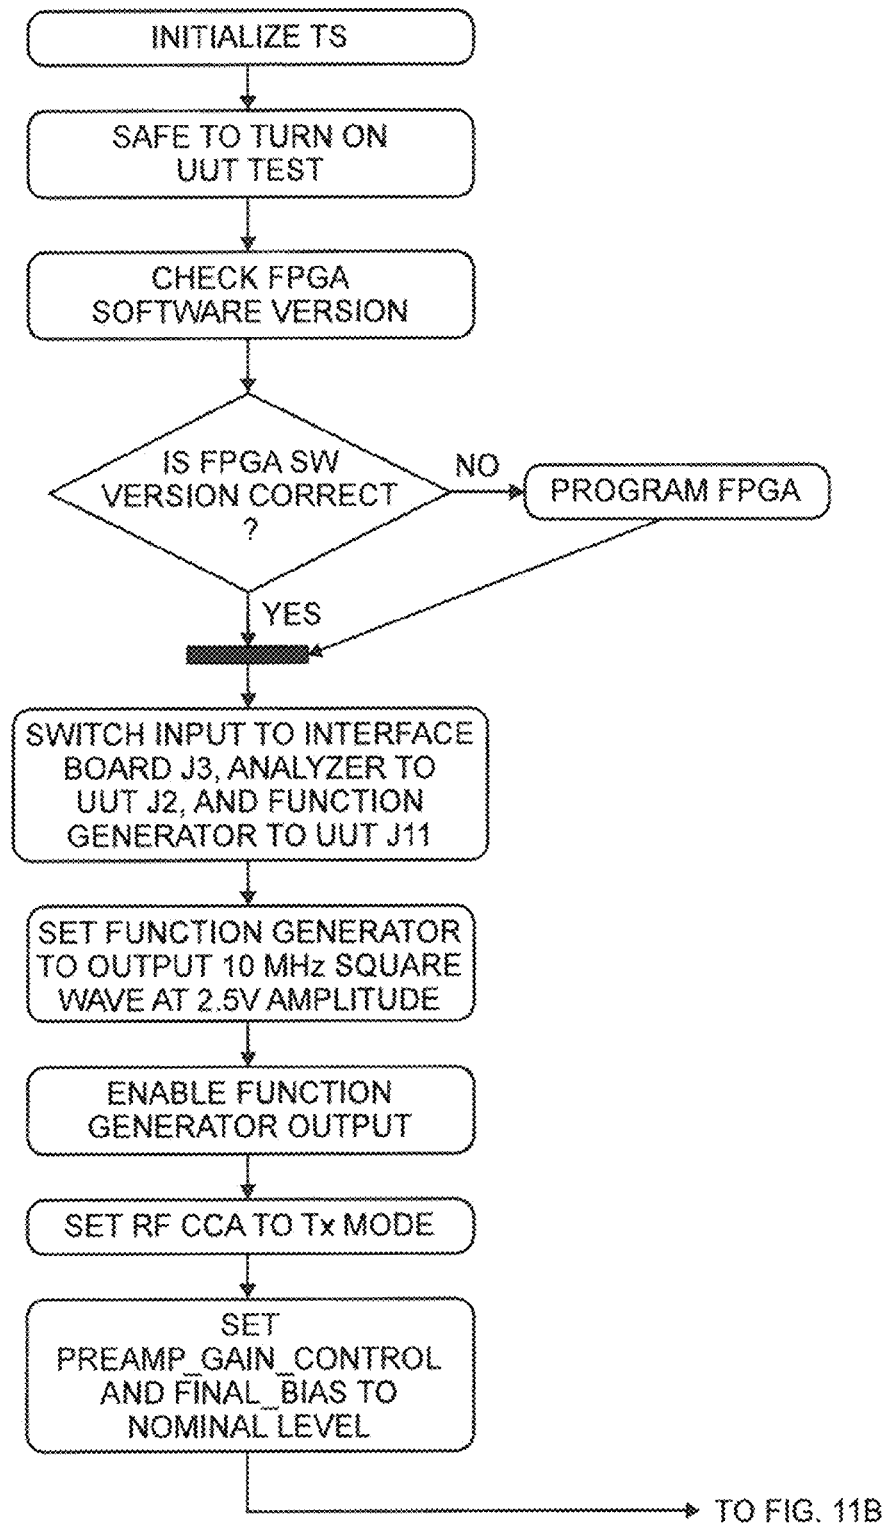 INITIALIZE TS
SAFE TO TURN ON
UUT TEST
CHECK FPGA
SOFTWARE VERSION
IS FPGA SW
VERSION CORRECT
?
NO
PROGRAM FPGA
YES
SWITCH INPUT TO INTERFACE
BOARD J3, ANALYZER TO
UUT J2, AND FUNCTION
GENERATOR TO UUT J11
SET FUNCTION GENERATOR
TO OUTPUT 10 MHz SQUARE
WAVE AT 2.5V AMPLITUDE
ENABLE FUNCTION
GENERATOR OUTPUT
SET RF CCA TO Tx MODE
SET
PREAMP_GAIN_CONTROL
AND FINAL_BIAS TO
NOMINAL LEVEL
TO FIG. 11B